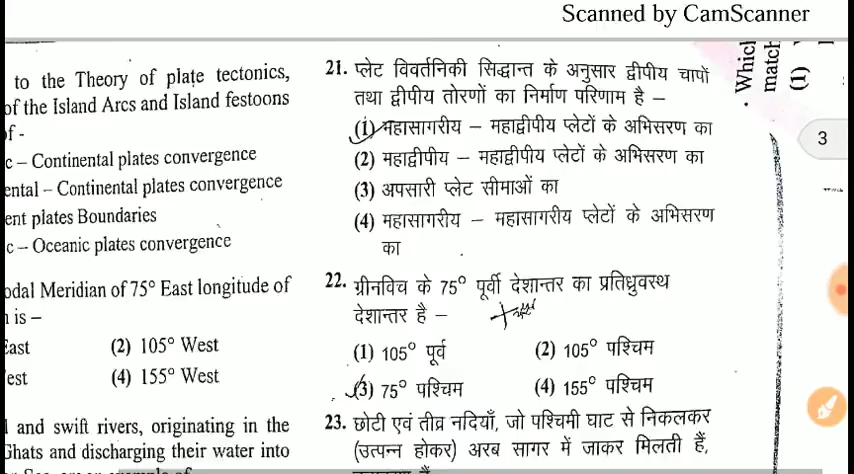 Scanned by CamScanner
to the Theory of plate tectonics,
of the Island Arcs and Island festoons
of -
c – Continental plates convergence
ental – Continental plates convergence
ent plates Boundaries
c – Oceanic plates convergence
odal Meridian of 75° East longitude of
is –
East (2) 105° West
est (4) 155° West
and swift rivers, originating in the
Ghats and discharging their water into
21. प्लेट विवर्तनिकी सिद्धान्त के अनुसार द्वीपीय चापों
तथा द्वीपीय तोरणों का निर्माण परिणाम है –
(1) महासागरीय – महाद्वीपीय प्लेटों के अभिसरण का
(2) महाद्वीपीय – महाद्वीपीय प्लेटों के अभिसरण का
(3) अपसारी प्लेट सीमाओं का
(4) महासागरीय – महासागरीय प्लेटों के अभिसरण
का
22. ग्रीनविच के 75° पूर्वी देशान्तर का प्रतिध्रुवस्थ
देशान्तर है –
(1) 105° पूर्व (2) 105° पश्चिम
(3) 75° पश्चिम (4) 155° पश्चिम
23. छोटी एवं तीव्र नदियाँ, जो पश्चिमी घाट से निकलकर
(उत्पन्न होकर) अरब सागर में जाकर मिलती हैं,
Which
match
(1)
3